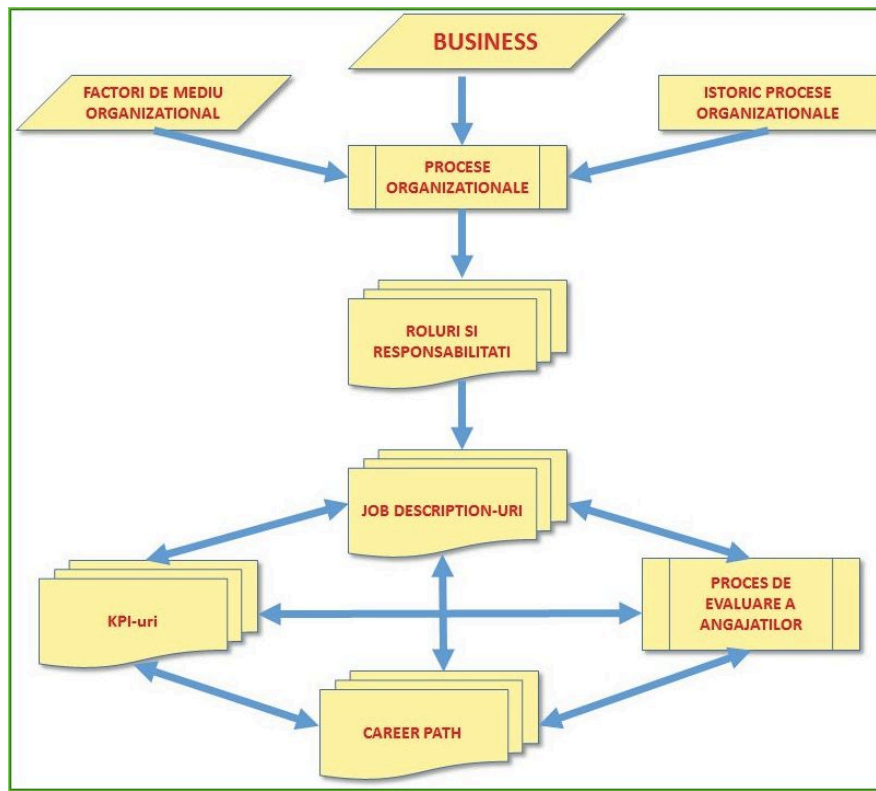 BUSINESS
FACTORI DE MEDIU
ORGANIZATIONAL
ISTORIC PROCESE
ORGANIZATIONALE
PROCESE
ORGANIZATIONALE
ROLURI SI
RESPONSABILITATI
JOB DESCRIPTION-URI
KPI-uri
PROCES DE
EVALUARE A
ANGAJATILOR
CAREER PATH